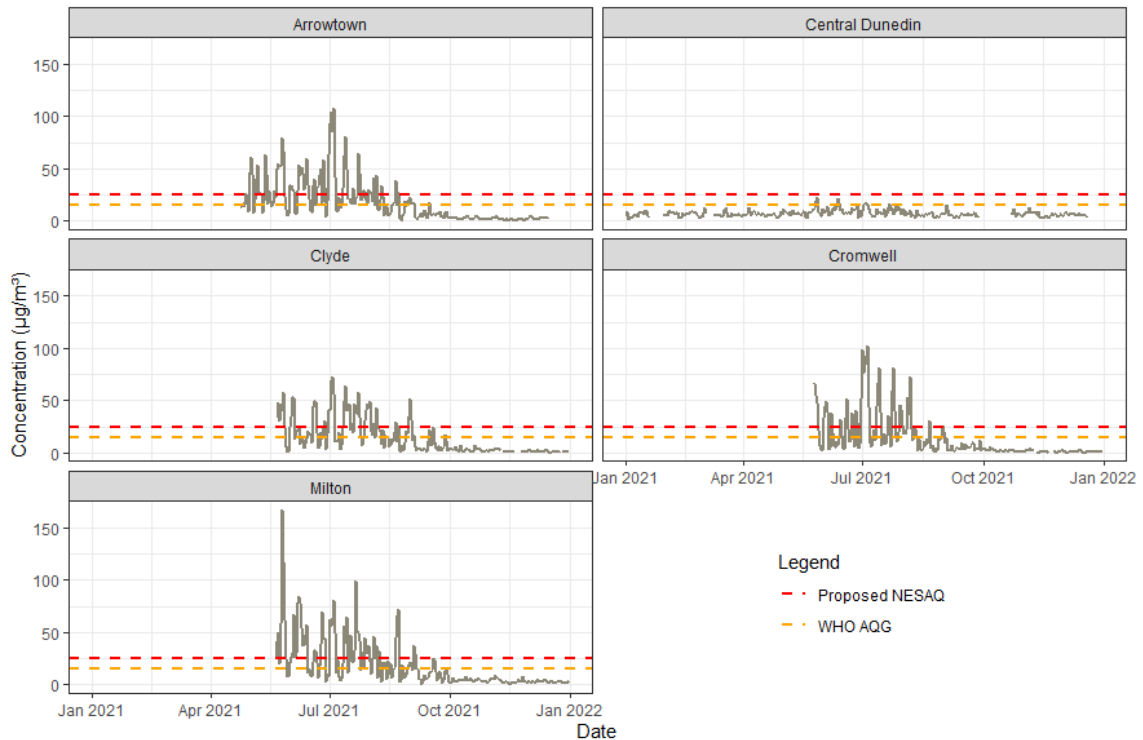 Arrowtown
Central Dunedin
150
100
50
0
Clyde
Cromwell
150
100
50
0
Concentration (µg/m³)
Jan 2021 Apr 2021 Jul 2021 Oct 2021 Jan 2022
Milton
150
100
50
0
Legend
Proposed NESAQ
WHO AQG
Jan 2021 Apr 2021 Jul 2021 Oct 2021 Jan 2022
Date